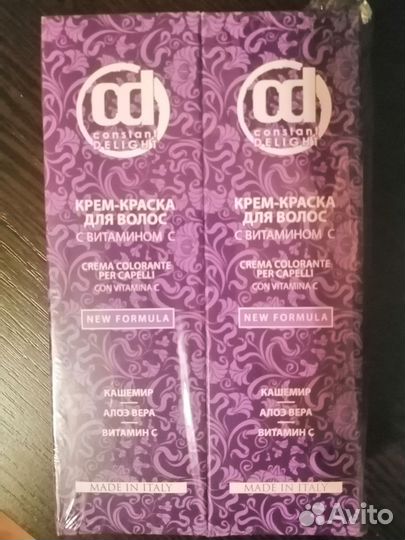 cd
constant
DELIGHT
КРЕМ-КРАСКА
ДЛЯ ВОЛОС
С ВИТАМИНОМ С
CREMA COLORANTE
PER CAPELLI
CON VITAMINA C
NEW FORMULA
КАШЕМИР
АЛОЭ ВЕРА
ВИТАМИН С
MADE IN ITALY
cd
constant
DELIGHT
КРЕМ-КРАСКА
ДЛЯ ВОЛОС
С ВИТАМИНОМ С
CREMA COLORANTE
PER CAPELLI
CON VITAMINA C
NEW FORMULA
КАШЕМИР
АЛОЭ ВЕРА
ВИТАМИН С
MADE IN ITALY
Avito